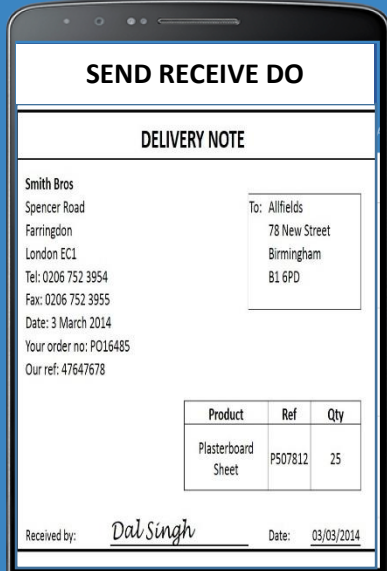 SEND RECEIVE DO
DELIVERY NOTE
Smith Bros
Spencer Road
Farringdon
London EC1
Tel: 0206 752 3954
Fax: 0206 752 3955
Date: 3 March 2014
Your order no: PO16485
Our ref: 47647678
To: Allfields
78 New Street
Birmingham
B1 6PD
Product Ref Qty
Plasterboard
Sheet P507812 25
Received by: Dal Singh Date: 03/03/2014